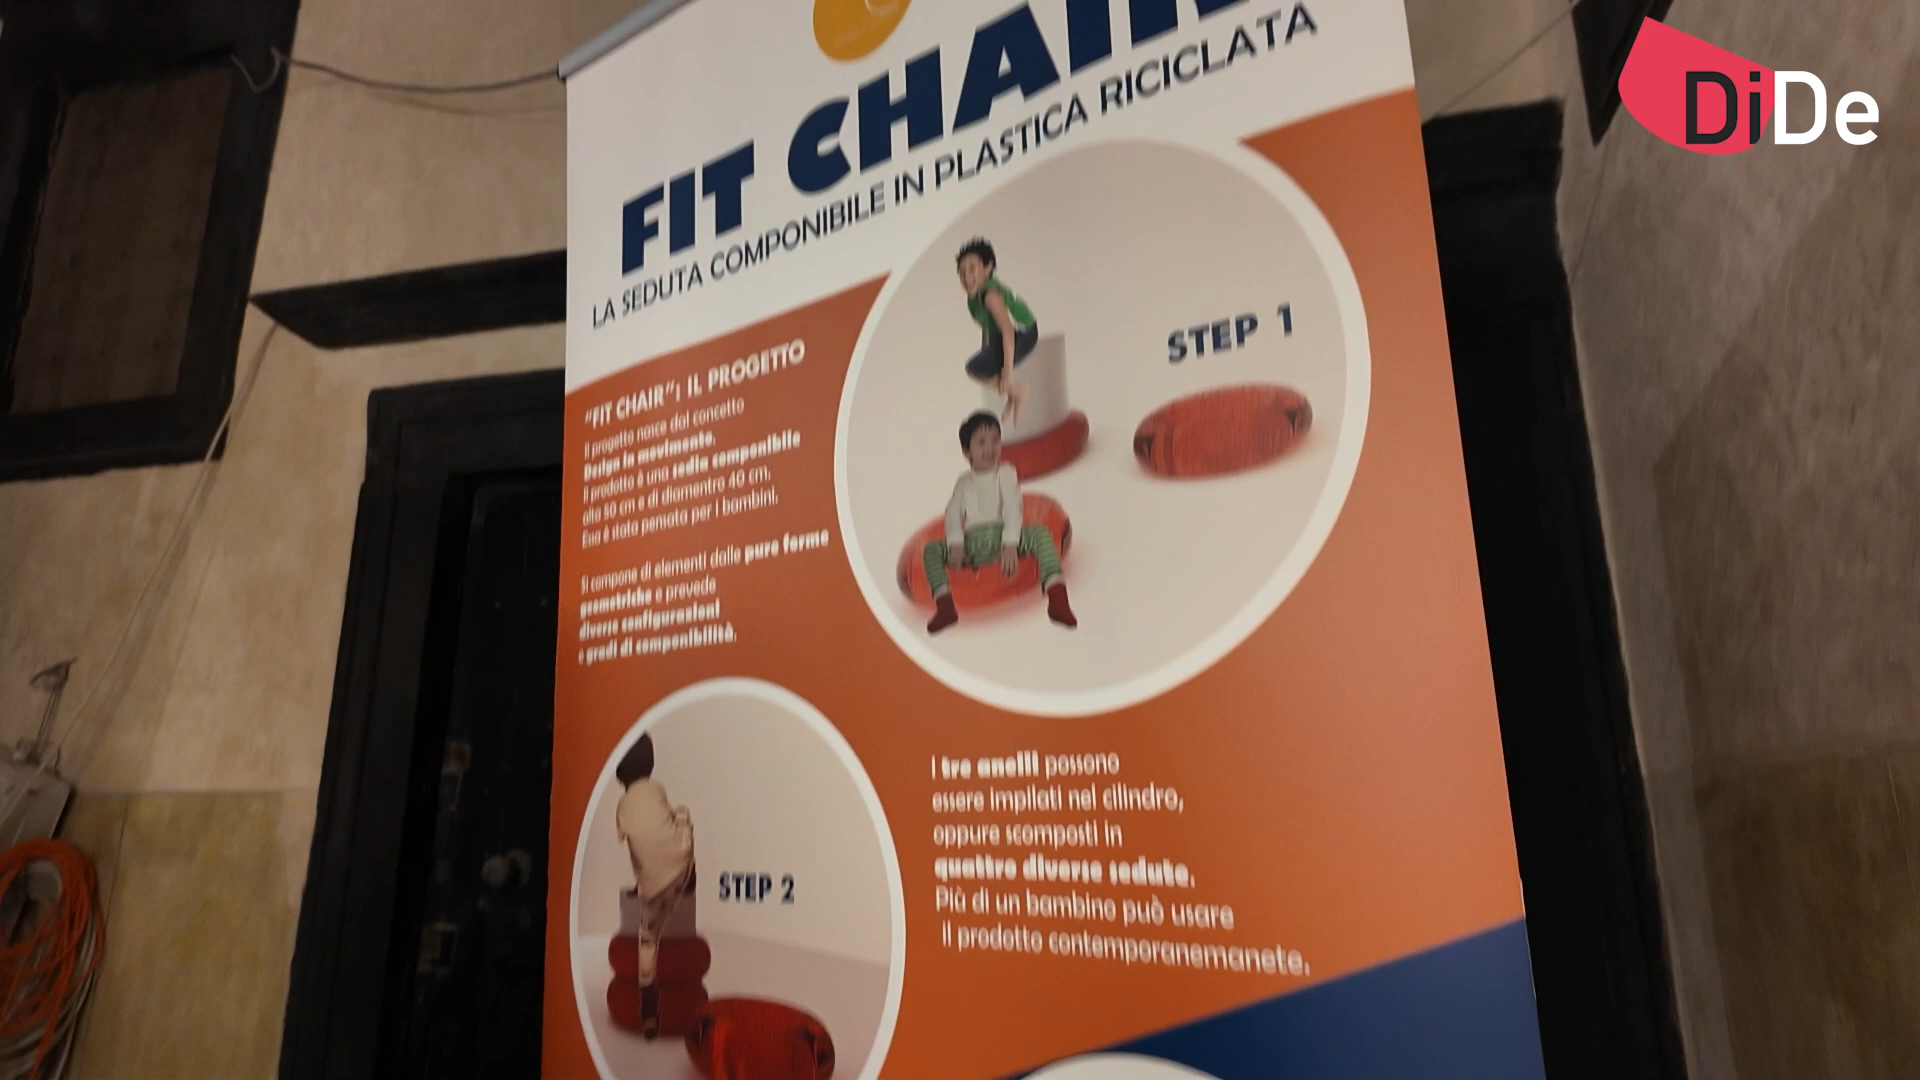 DiDe
FIT CHAIR
LA SEDUTA COMPONIBILE IN PLASTICA RICICLATA
STEP 1
"FIT CHAIR": IL PROGETTO
Il progetto nasce dal concetto
Design in movimento.
Il prodotto è una sedia componibile
alta 50 cm e di diamentro 40 cm.
Ena è stata pensata per i bambini.
Si compone di elementi dalle pure forme
geometriche e prevede
diverse configurazioni
e gradi di componibilità.
STEP 2
I tre anelli possono
essere impilati nel cilindro,
oppure scomposti in
quattro diverse sedute.
Più di un bambino può usare
il prodotto contemporanemanete.